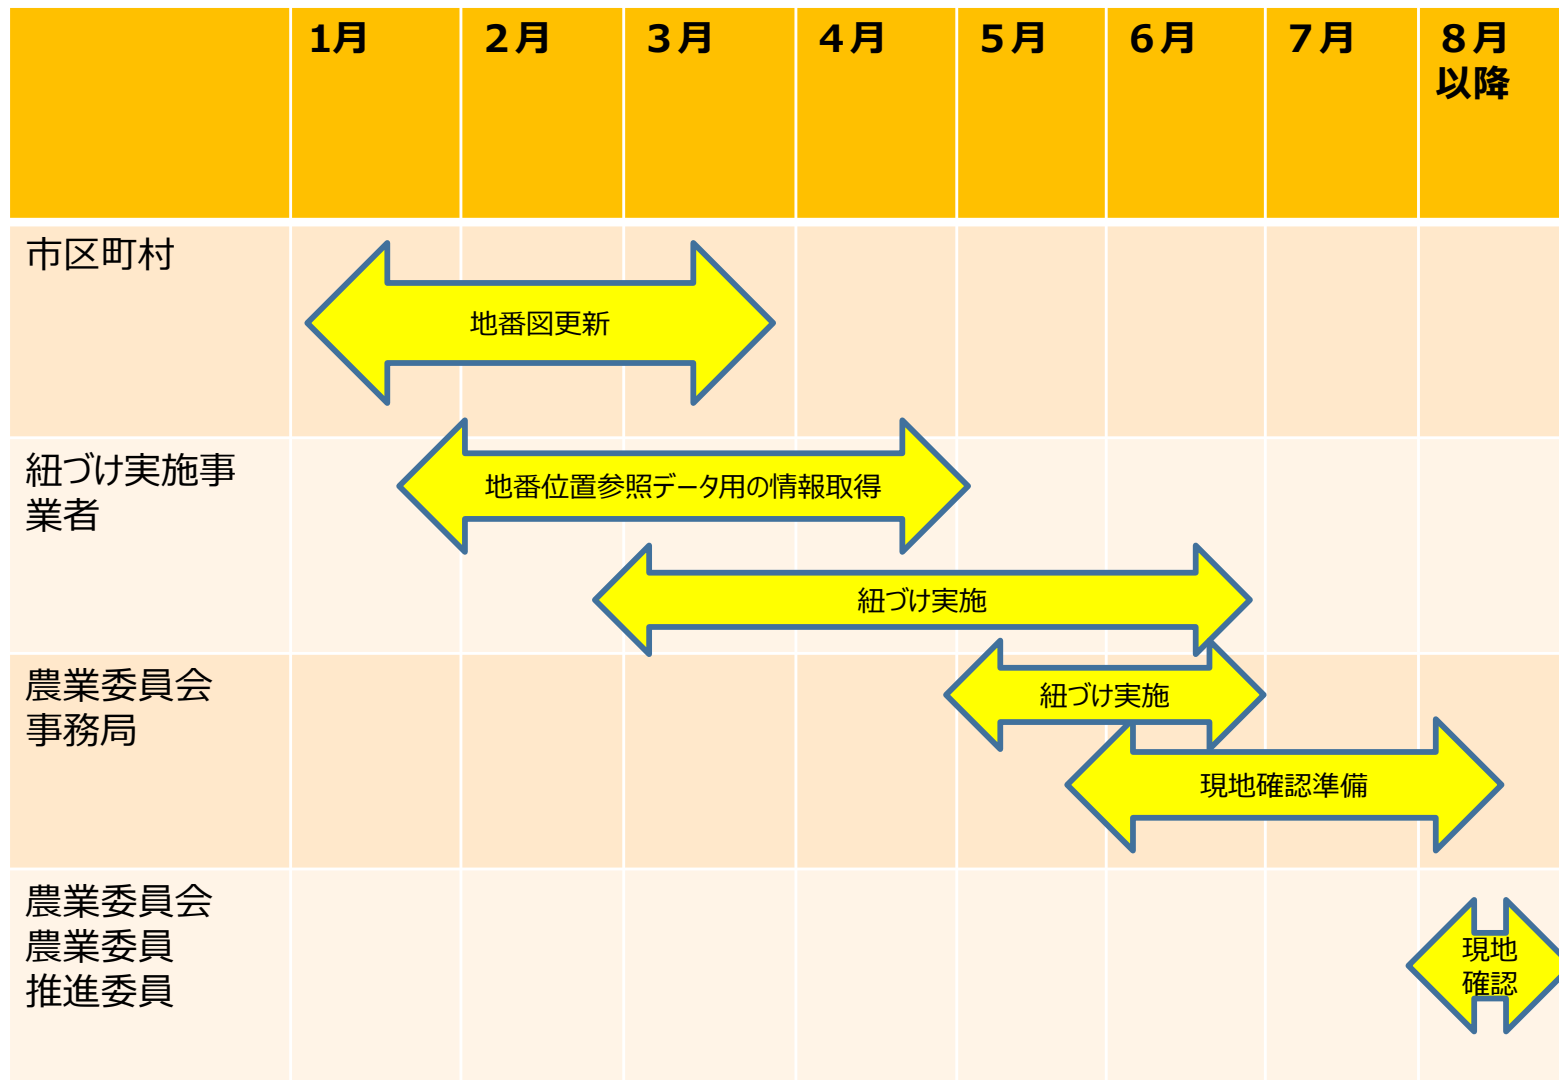 1月
２月
３月
４月
５月
６月
７月
８月
以降
市区町村
地番図更新
紐づけ実施事
業者
地番位置参照データ用の情報取得
紐づけ実施
農業委員会
事務局
紐づけ実施
現地確認準備
農業委員会
農業委員
推進委員
現地
確認